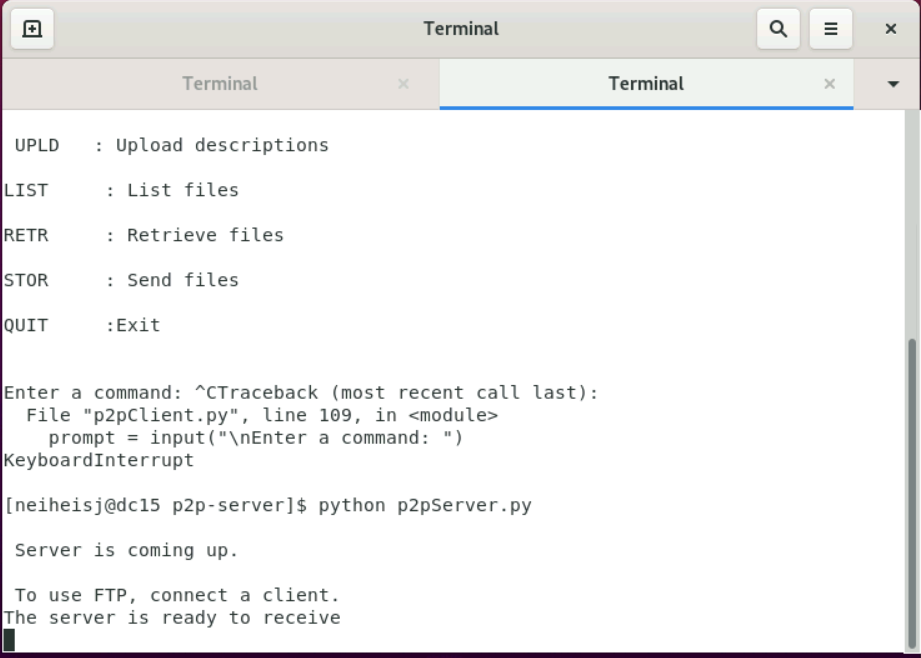 Terminal
Terminal
Terminal
UPLD : Upload descriptions
LIST : List files
RETR : Retrieve files
STOR : Send files
QUIT :Exit
Enter a command: ^CTraceback (most recent call last):
File "p2pClient.py", line 109, in <module>
prompt = input("\nEnter a command: ")
KeyboardInterrupt
[neiheisj@dc15 p2p-server]$ python p2pServer.py
Server is coming up.
To use FTP, connect a client.
The server is ready to receive